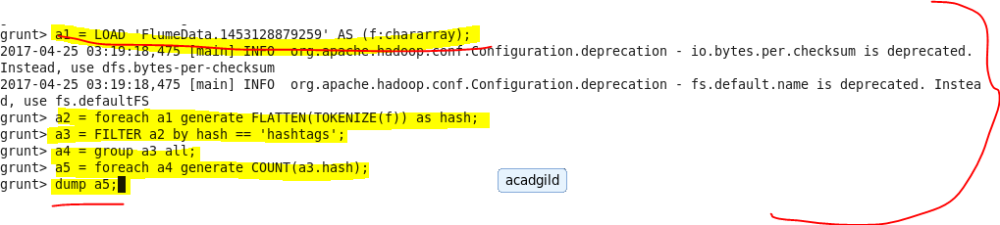 grunt> a1 = LOAD 'FlumeData.1453128879259' AS (f:chararray);
2017-04-25 03:19:18,475 [main] INFO  org.apache.hadoop.conf.Configuration.deprecation - io.bytes.per.checksum is deprecated.
Instead, use dfs.bytes-per-checksum
2017-04-25 03:19:18,475 [main] INFO  org.apache.hadoop.conf.Configuration.deprecation - fs.default.name is deprecated. Instea
d, use fs.defaultFS
grunt> a2 = foreach a1 generate FLATTEN(TOKENIZE(f)) as hash;
grunt> a3 = FILTER a2 by hash == 'hashtags';
grunt> a4 = group a3 all;
grunt> a5 = foreach a4 generate COUNT(a3.hash);
grunt> dump a5;
acadgild